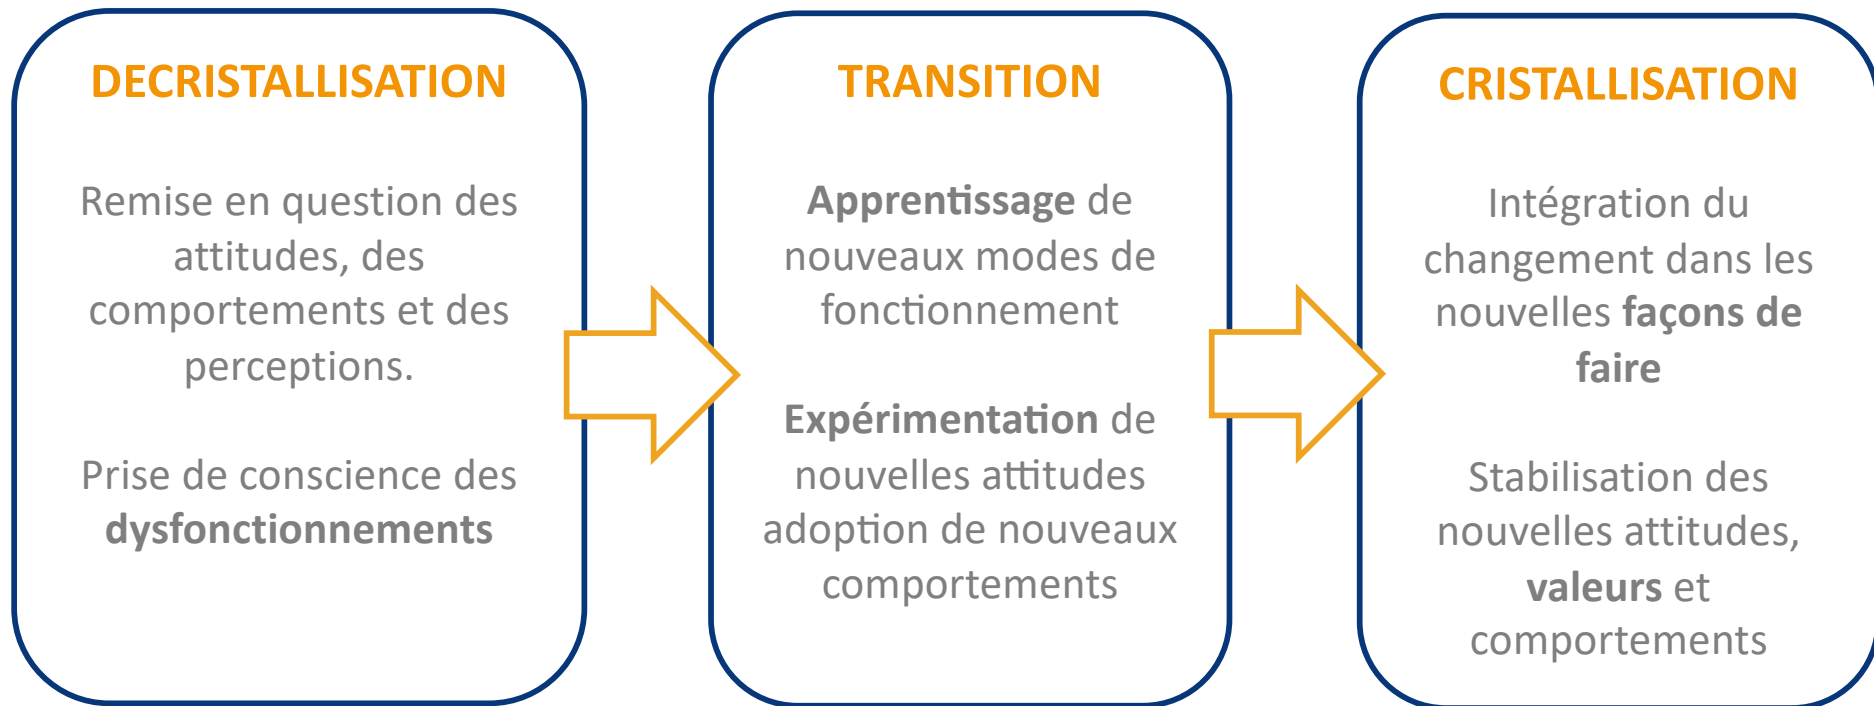 DECRISTALLISATION
Remise en question des
attitudes, des
comportements et des
perceptions.
Prise de conscience des
dysfonctionnements
TRANSITION
Apprentissage de
nouveaux modes de
fonctionnement
Expérimentation de
nouvelles attitudes
adoption de nouveaux
comportements
CRISTALLISATION
Intégration du
changement dans les
nouvelles façons de
faire
Stabilisation des
nouvelles attitudes,
valeurs et
comportements